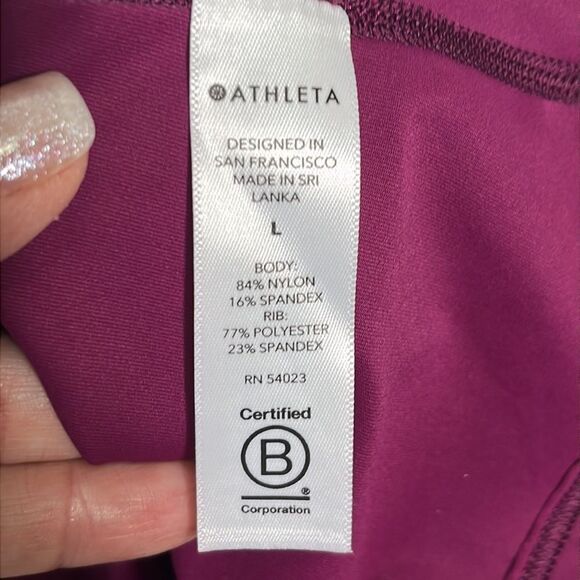 ATHLETA
DESIGNED IN
SAN FRANCISCO
MADE IN SRI
LANKA
L
BODY:
84% NYLON
16% SPANDEX
RIB:
77% POLYESTER
23% SPANDEX
RN 54023
Certified
B
®
Corporation